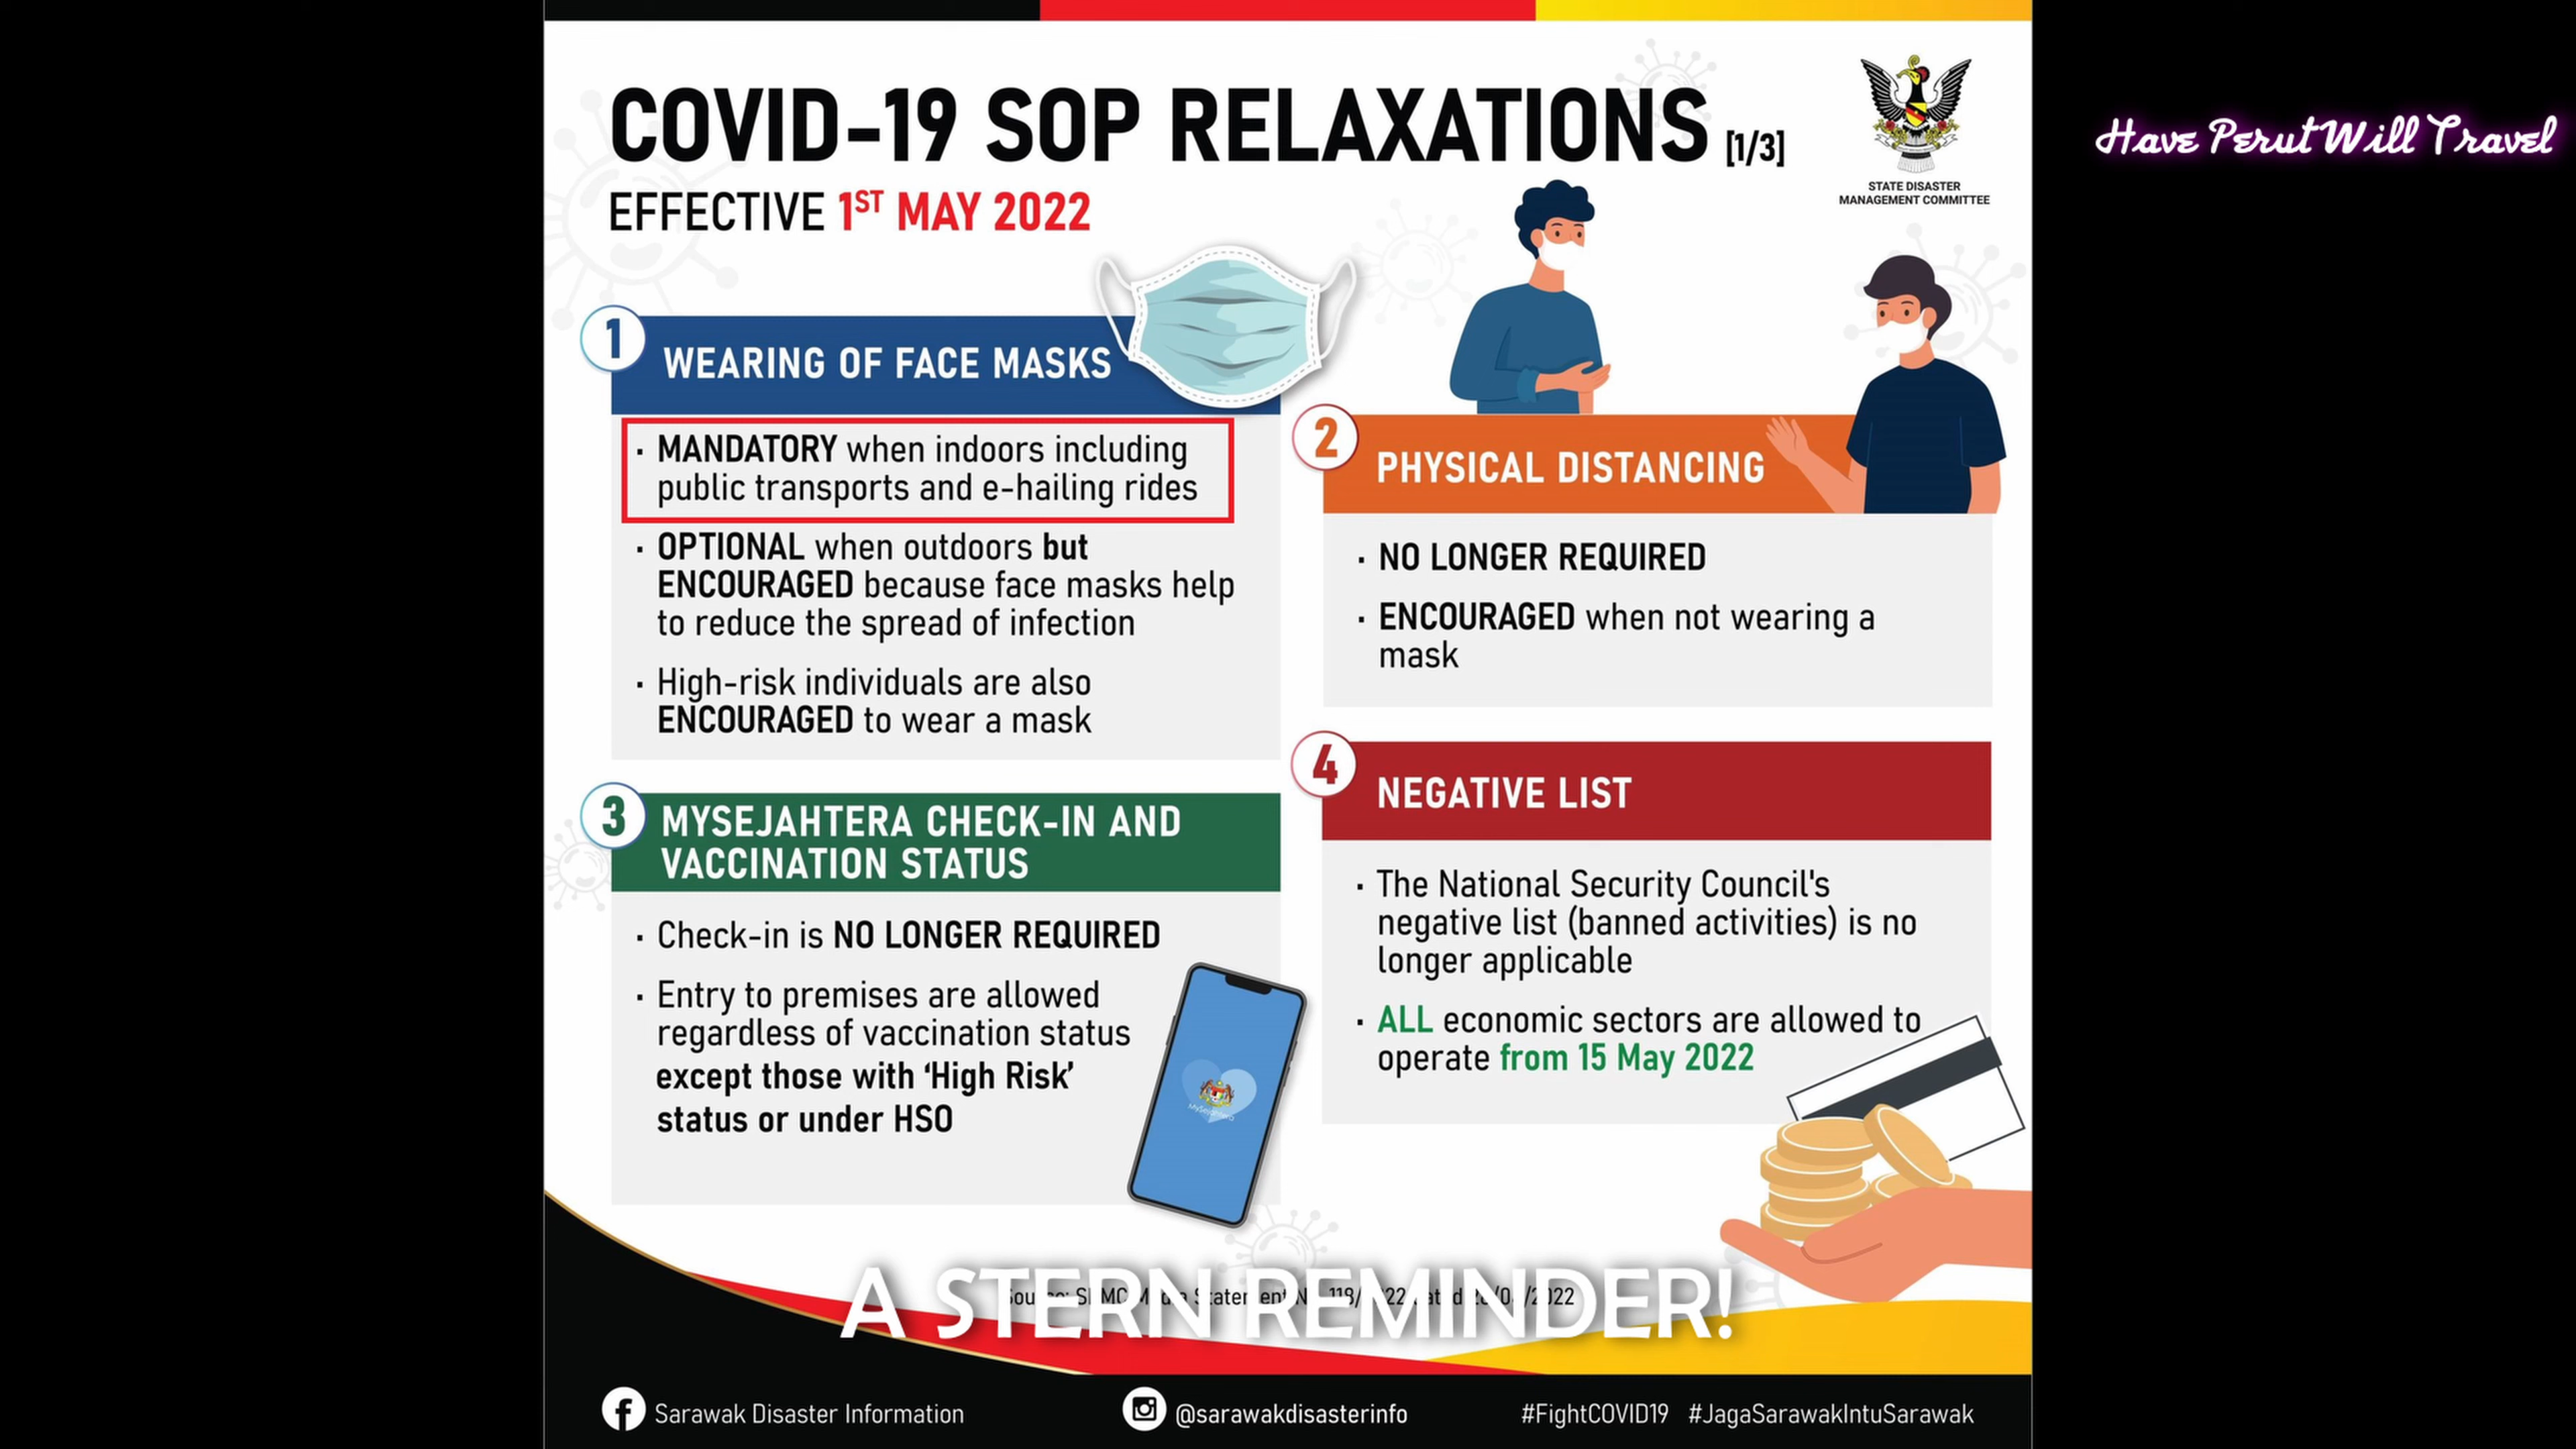 COVID-19 SOP RELAXATIONS [1/3]
EFFECTIVE 1ST MAY 2022
STATE DISASTER
MANAGEMENT COMMITTEE
Have Perut Will Travel
1
WEARING OF FACE MASKS
· MANDATORY when indoors including
public transports and e-hailing rides
· OPTIONAL when outdoors but
ENCOURAGED because face masks help
to reduce the spread of infection
· High-risk individuals are also
ENCOURAGED to wear a mask
2
PHYSICAL DISTANCING
· NO LONGER REQUIRED
· ENCOURAGED when not wearing a
mask
3
MYSEJAHTERA CHECK-IN AND
VACCINATION STATUS
· Check-in is NO LONGER REQUIRED
· Entry to premises are allowed
regardless of vaccination status
except those with ‘High Risk’
status or under HSO
MySejahtera
4
NEGATIVE LIST
· The National Security Council's
negative list (banned activities) is no
longer applicable
· ALL economic sectors are allowed to
operate from 15 May 2022
A STERN REMINDER!
Sarawak Disaster Information
@sarawakdisasterinfo
#FightCOVID19 #JagaSarawakIntuSarawak